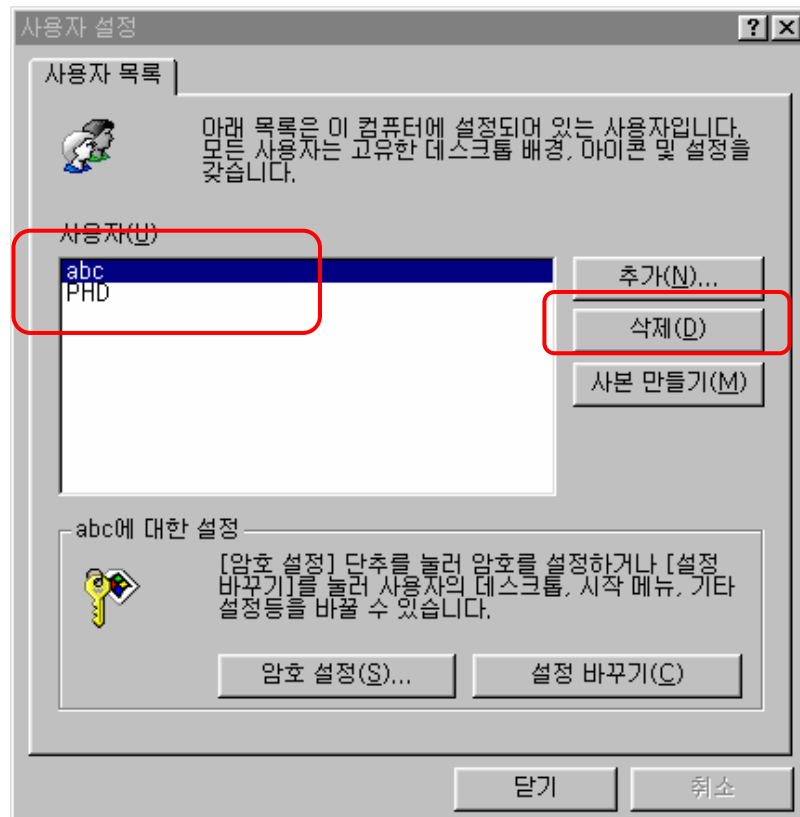 사용자 설정
사용자 목록
아래 목록은 이 컴퓨터에 설정되어 있는 사용자입니다.
모든 사용자는 고유한 데스크톱 배경, 아이콘 및 설정을
갖습니다.
사용자(U)
abc
PHD
추가(N)...
삭제(D)
사본 만들기(M)
abc에 대한 설정
[암호 설정] 단추를 눌러 암호를 설정하거나 [설정
바꾸기]를 눌러 사용자의 데스크톱, 시작 메뉴, 기타
설정등을 바꿀 수 있습니다.
암호 설정(S)...
설정 바꾸기(C)
닫기
취소